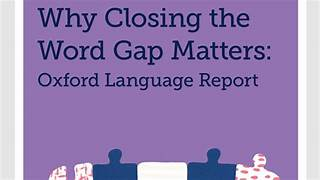 Why Closing the
Word Gap Matters:
Oxford Language Report